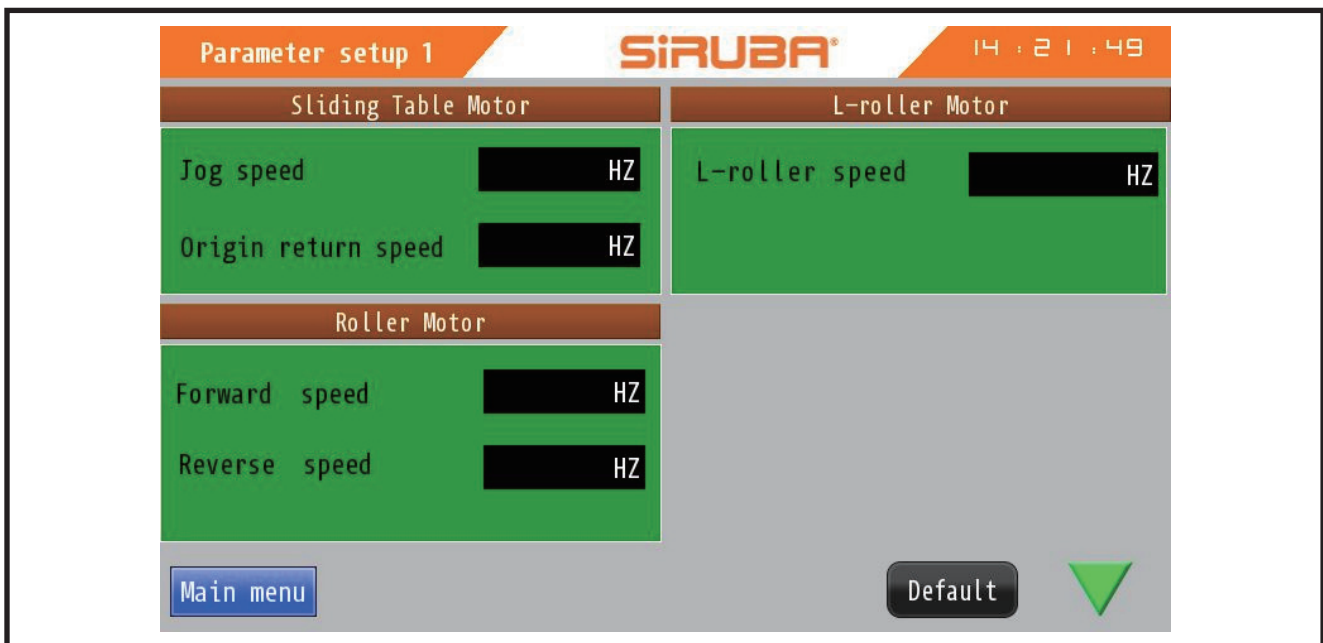 Parameter setup 1
SiRUBA®
14 : 21 : 49
Sliding Table Motor
Jog speed HZ
Origin return speed HZ
L-roller Motor
L-roller speed HZ
Roller Motor
Forward speed HZ
Reverse speed HZ
Main menu
Default